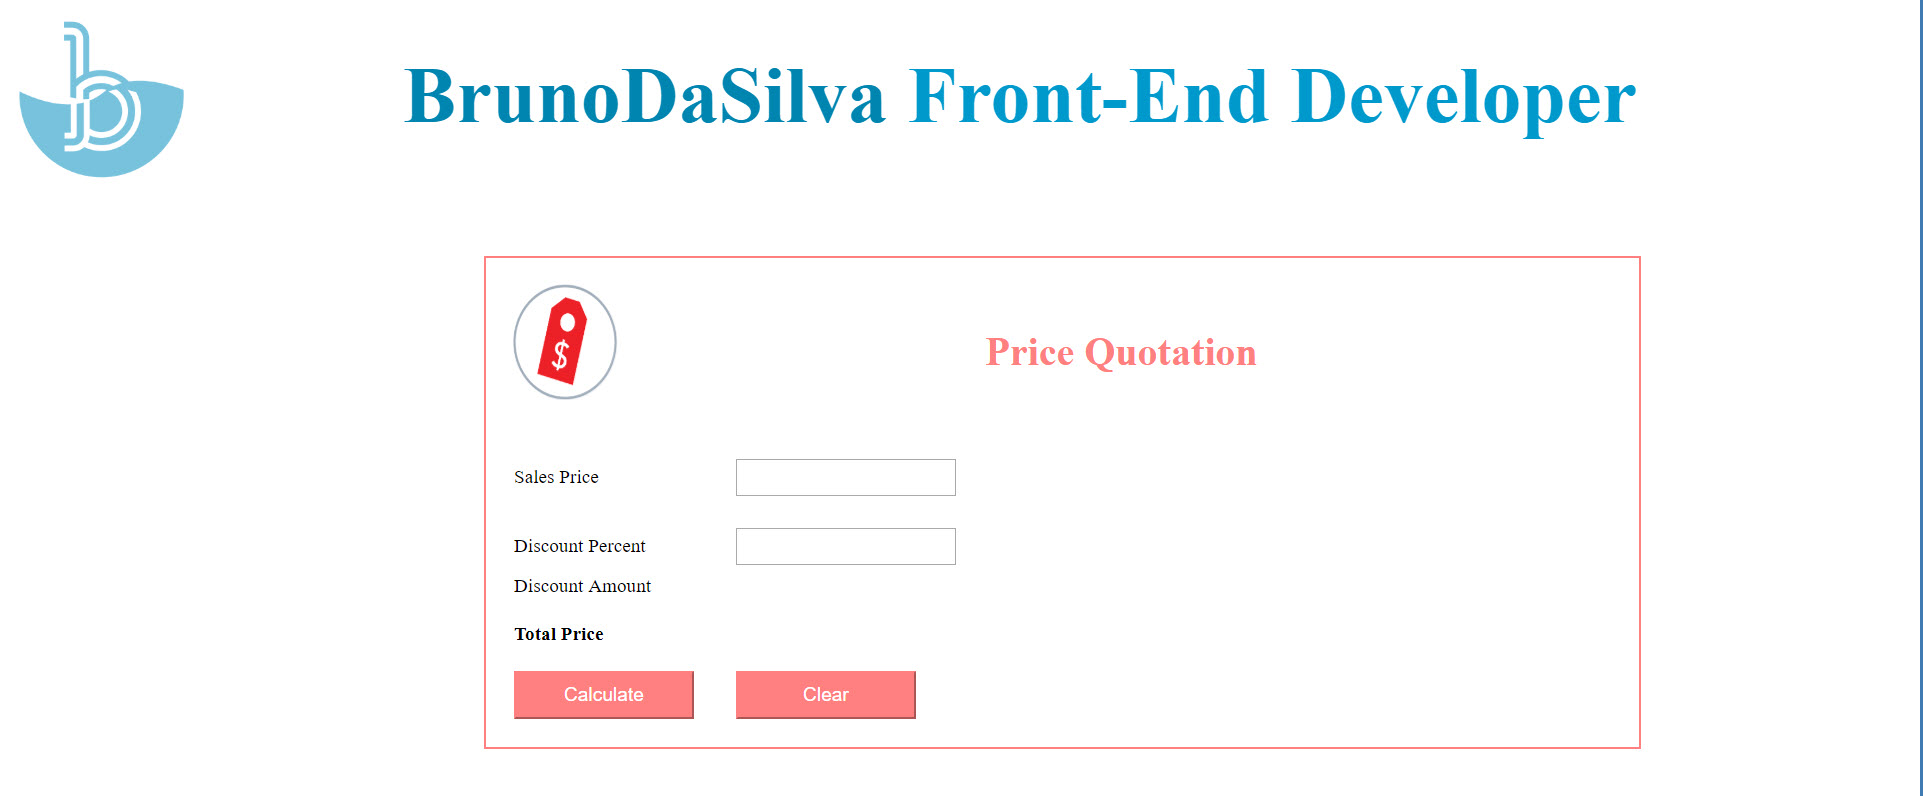 BrunoDaSilva Front-End Developer
$
Price Quotation
Sales Price
Discount Percent
Discount Amount
Total Price
Calculate Clear